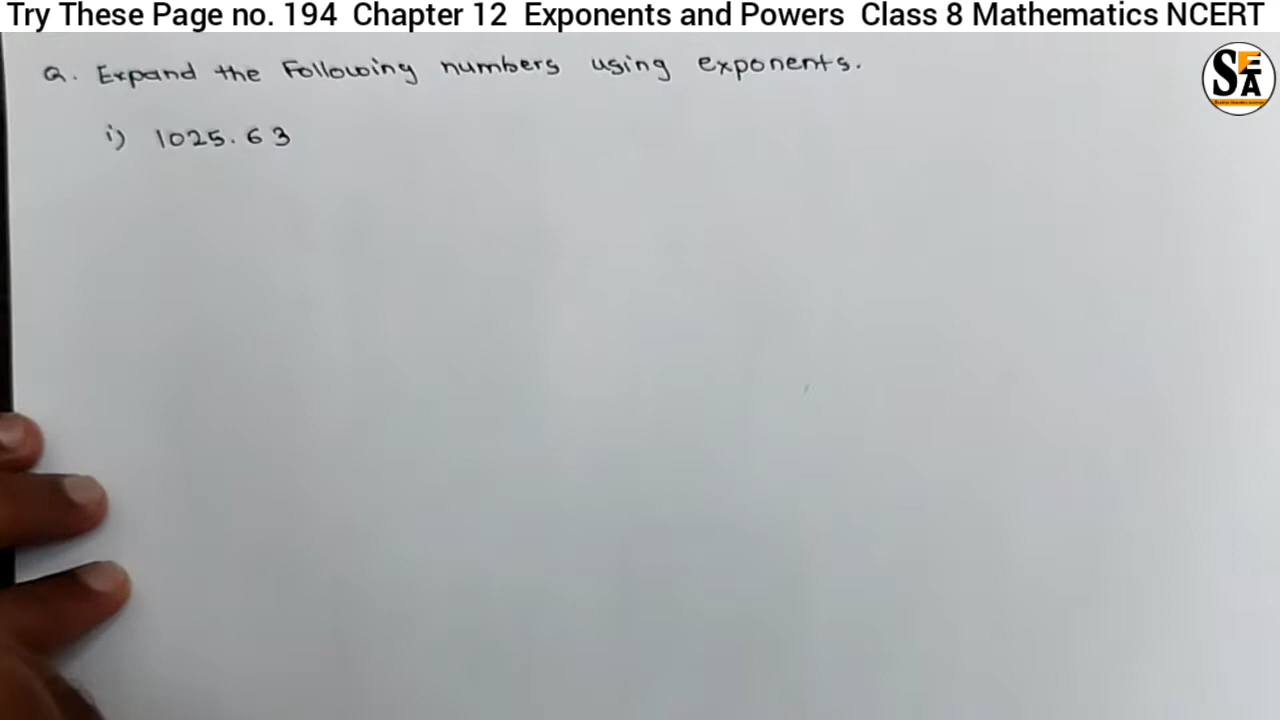 Try These Page no. 194 Chapter 12 Exponents and Powers Class 8 Mathematics NCERT
Q. Expand the Following numbers using exponents.
i) 1025.63
SEFA